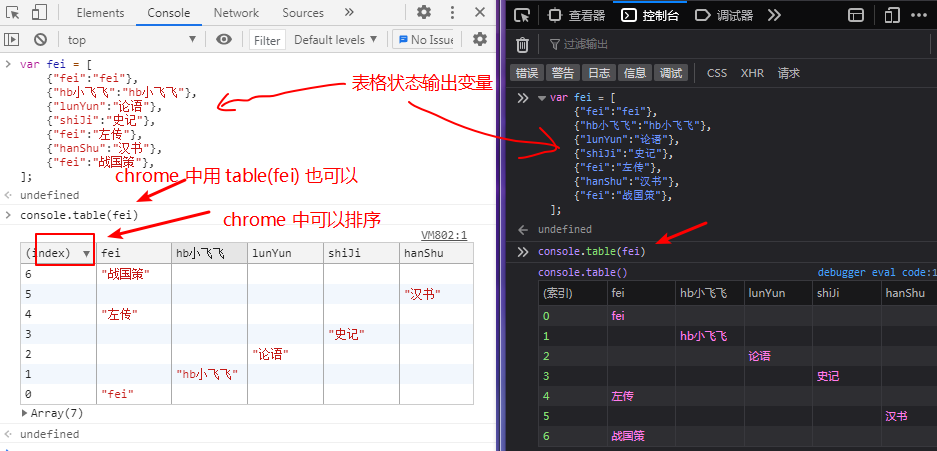 Elements Console Network Sources
top Filter Default levels No Issue
var fei = [
{"fei":"fei"},
{"hb小飞飞":"hb小飞飞"},
{"lunYun":"论语"},
{"shiJi":"史记"},
{"fei":"左传"},
{"hanShu":"汉书"},
{"fei":"战国策"},
];
undefined
console.table(fei)
VM802:1
(index) fei hb小飞飞 lunYun shiJi hanShu
6 "战国策"
5 "汉书"
4 "左传"
3 "史记"
2 "论语"
1 "hb小飞飞"
0 "fei"
Array(7)
undefined
表格状态输出变量
chrome 中用 table(fei) 也可以
chrome 中可以排序
查看器 控制台 调试器
过滤输出
错误 警告 日志 信息 调试 CSS XHR 请求
var fei = [
{"fei":"fei"},
{"hb小飞飞":"hb小飞飞"},
{"lunYun":"论语"},
{"shiJi":"史记"},
{"fei":"左传"},
{"hanShu":"汉书"},
{"fei":"战国策"},
];
undefined
console.table(fei)
console.table() debugger eval code:1
(索引) fei hb小飞飞 lunYun shiJi hanShu
0 fei
1 hb小飞飞
2 论语
3 史记
4 左传
5 汉书
6 战国策